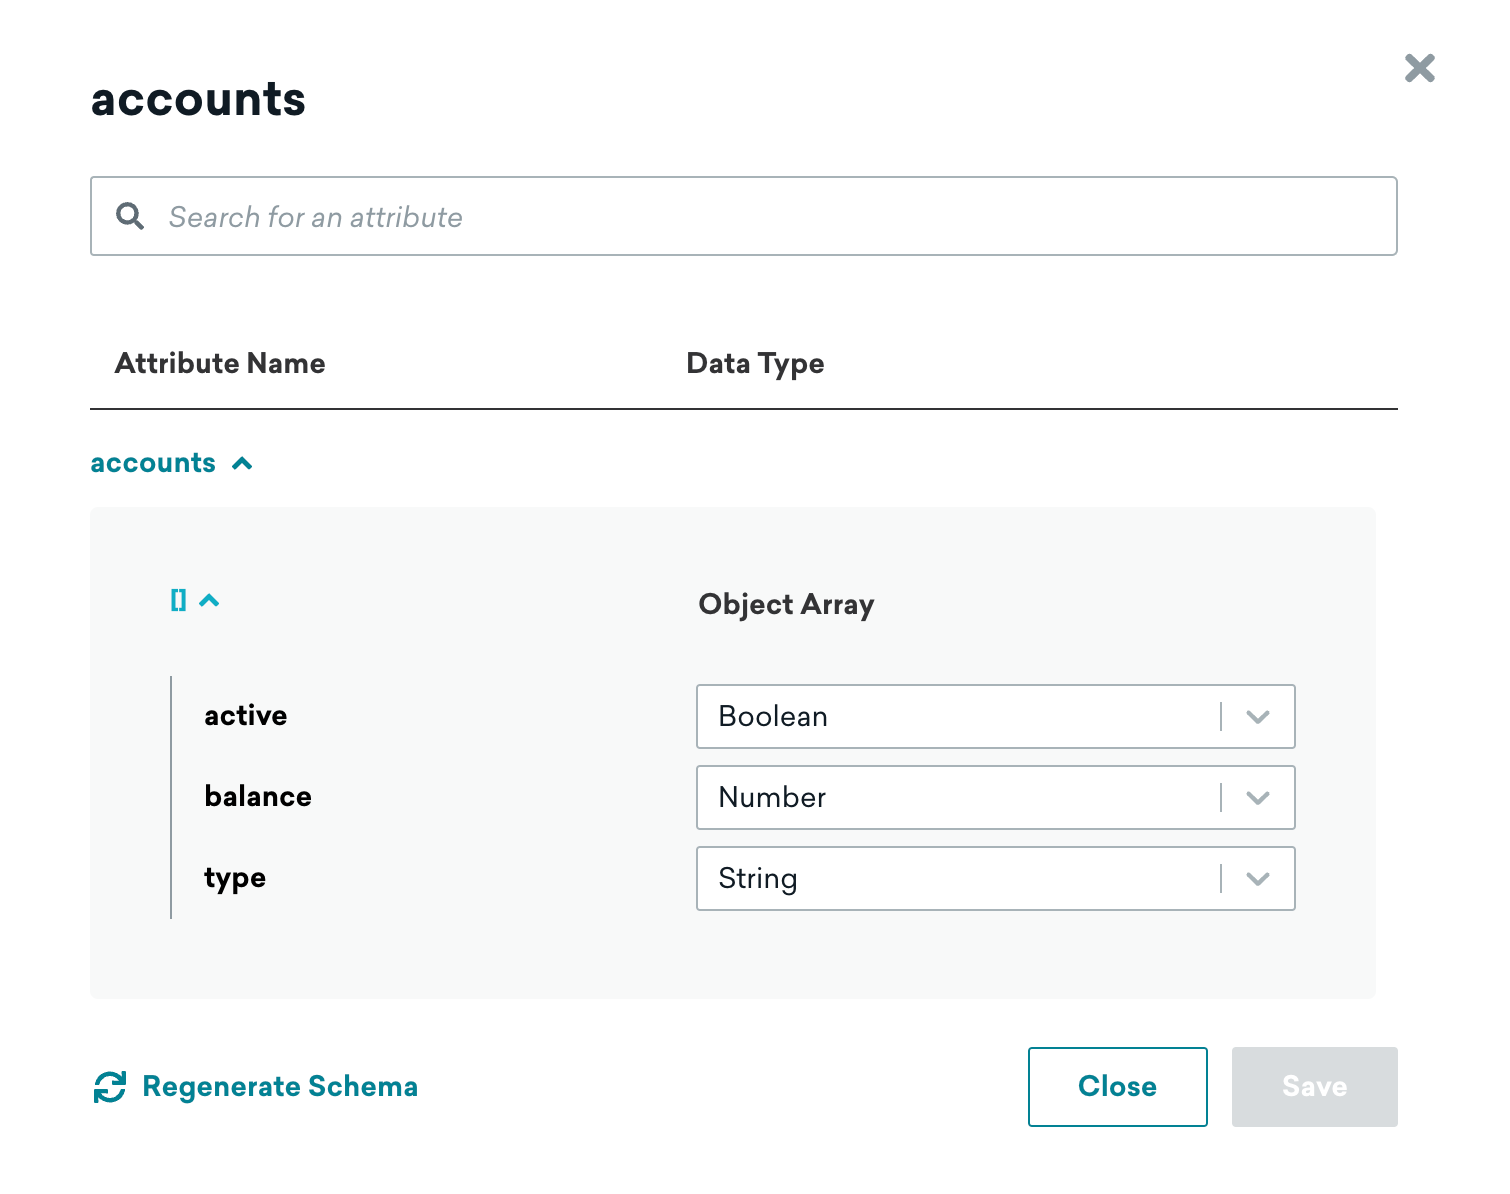 accounts
Search for an attribute
Attribute Name Data Type
accounts
[] Object Array
active Boolean
balance Number
type String
Regenerate Schema Close Save